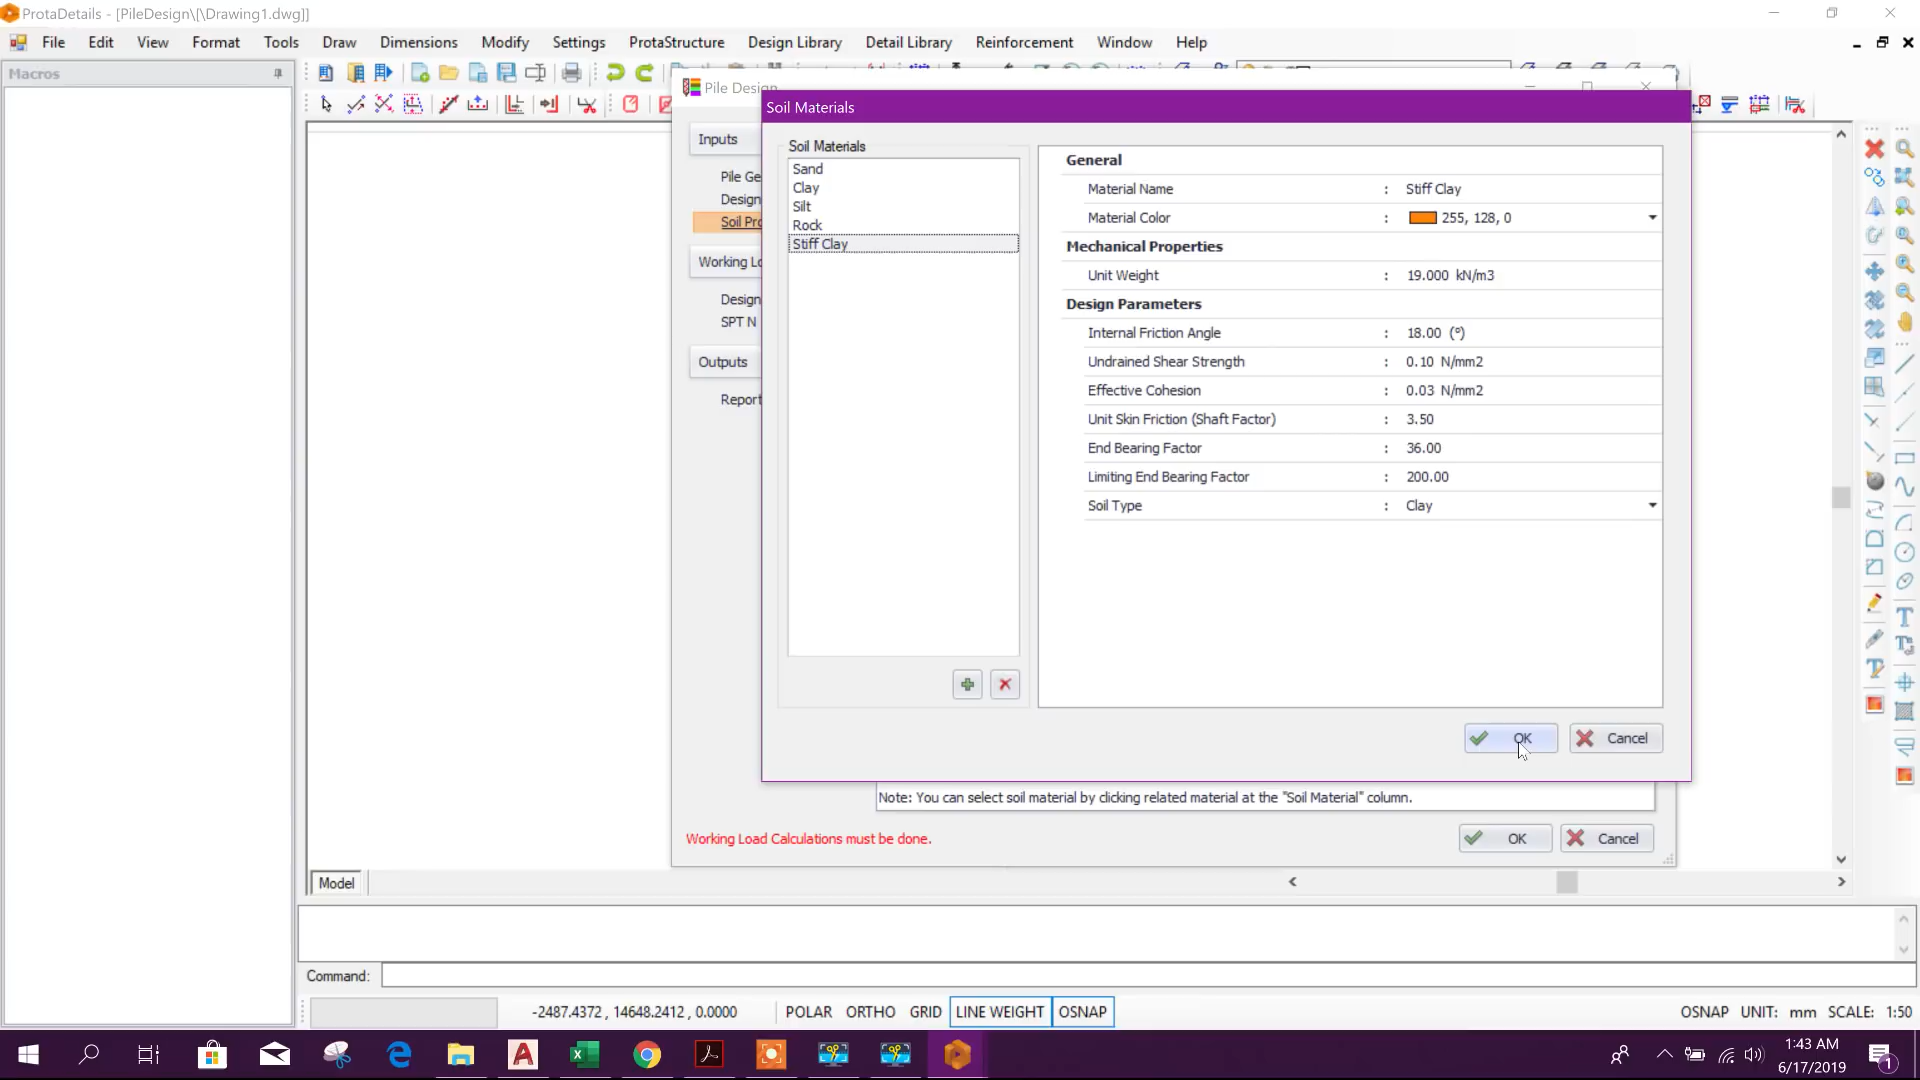 ProtaDetails - [PileDesign\[\Drawing1.dwg]]
File Edit View Format Tools Draw Dimensions Modify Settings ProtaStructure Design Library Detail Library Reinforcement Window Help
Macros
Pile Design
Soil Materials
Inputs
Pile Ge
Design
Soil Pro
Working Lo
Design
SPT N
Outputs
Report
Soil Materials
Sand
Clay
Silt
Rock
Stiff Clay
General
Material Name : Stiff Clay
Material Color : 255, 128, 0
Mechanical Properties
Unit Weight : 19.000 kN/m3
Design Parameters
Internal Friction Angle : 18.00 (°)
Undrained Shear Strength : 0.10 N/mm2
Effective Cohesion : 0.03 N/mm2
Unit Skin Friction (Shaft Factor) : 3.50
End Bearing Factor : 36.00
Limiting End Bearing Factor : 200.00
Soil Type : Clay
OK Cancel
Note: You can select soil material by clicking related material at the "Soil Material" column.
Working Load Calculations must be done.
OK Cancel
Model
Command:
-2487.4372 , 14648.2412 , 0.0000 POLAR ORTHO GRID LINE WEIGHT OSNAP OSNAP UNIT: mm SCALE: 1:50
1:43 AM
6/17/2019
1